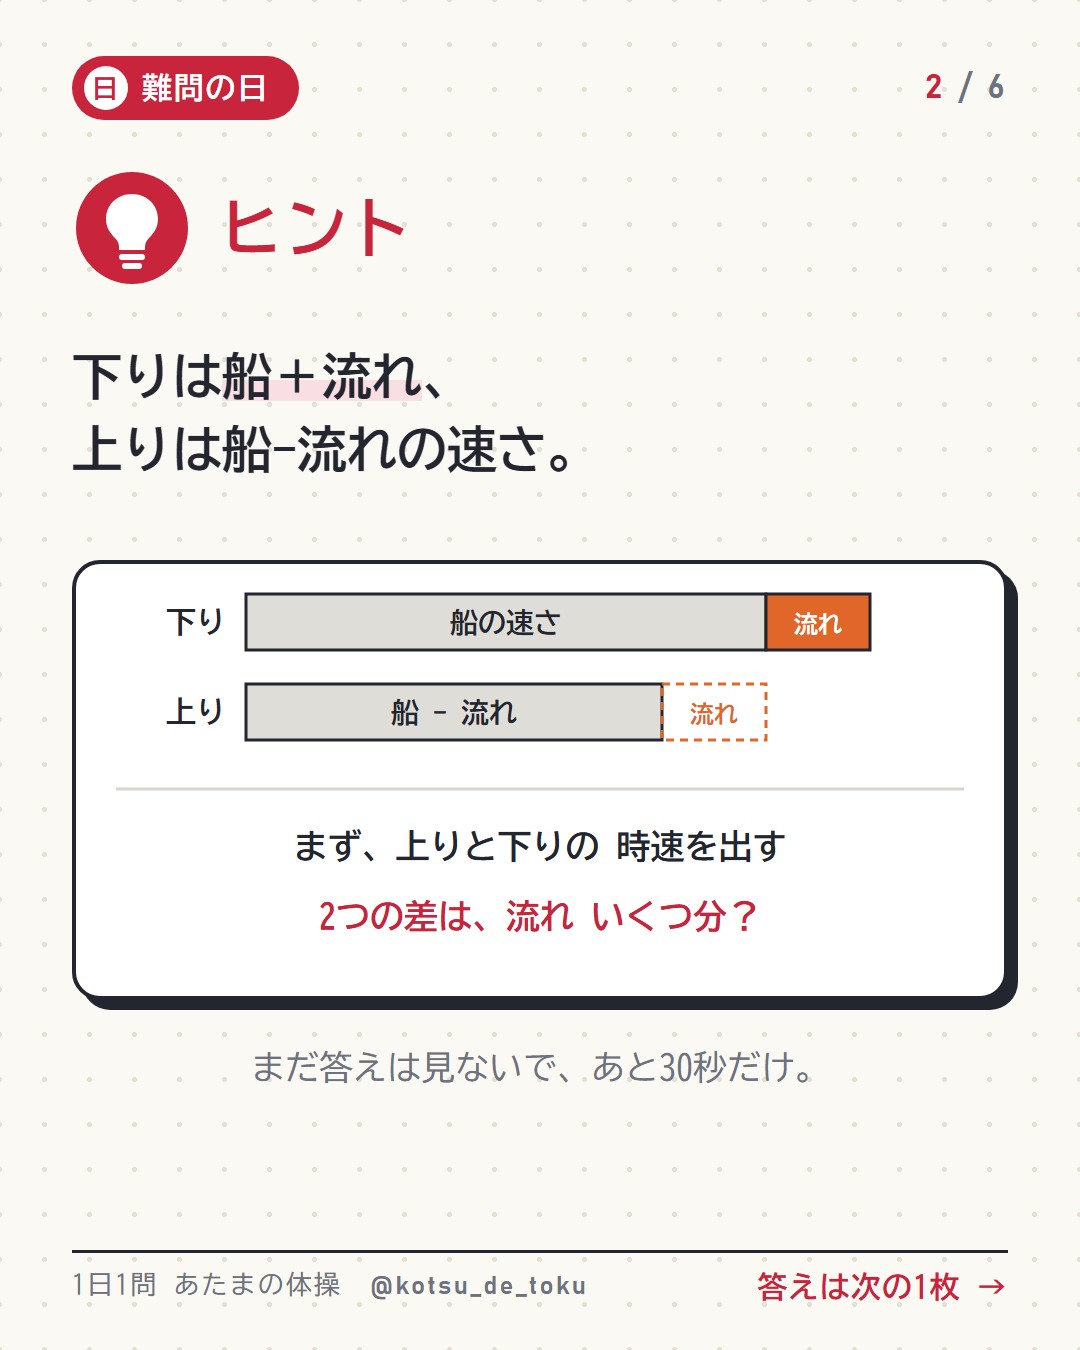 日 難問の日
2 / 6
ヒント
下りは船＋流れ、
上りは船−流れの速さ。
下り 船の速さ 流れ
上り 船 − 流れ 流れ
まず、上りと下りの 時速を出す
2つの差は、流れ いくつ分？
まだ答えは見ないで、あと30秒だけ。
1日1問 あたまの体操 @kotsu_de_toku 答えは次の1枚 →